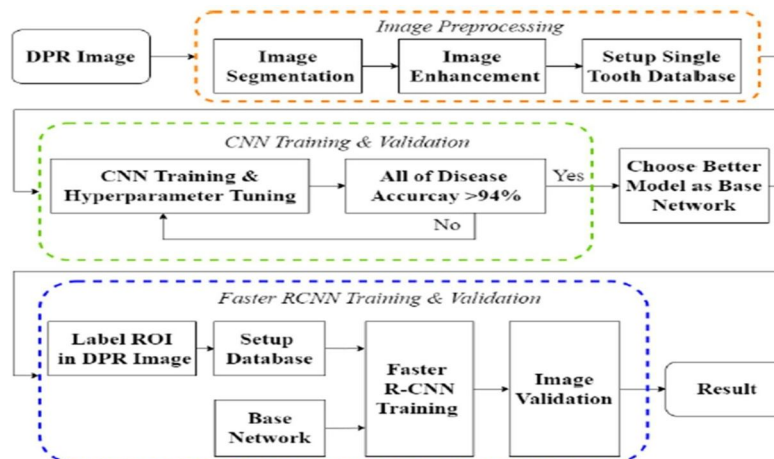 Image Preprocessing
DPR Image
Image
Segmentation
Image
Enhancement
Setup Single
Tooth Database
CNN Training & Validation
CNN Training &
Hyperparameter Tuning
All of Disease
Accurcay >94%
Yes
No
Choose Better
Model as Base
Network
Faster RCNN Training & Validation
Label ROI
in DPR Image
Setup
Database
Base
Network
Faster
R-CNN
Training
Image
Validation
Result